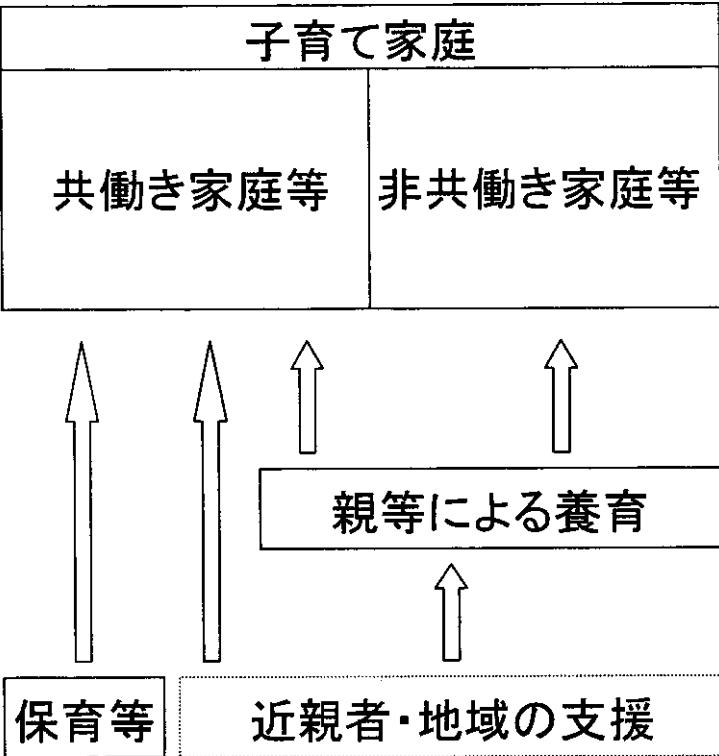 子育て家庭
共働き家庭等
非共働き家庭等
親等による養育
保育等
近親者・地域の支援